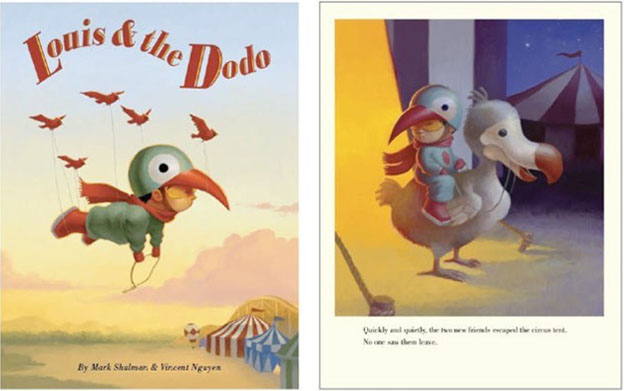 Louis & the Dodo
By Mark Shulman & Vincent Nguyen
Quickly and quietly, the two new friends escaped the circus tent.
No one saw them leave.